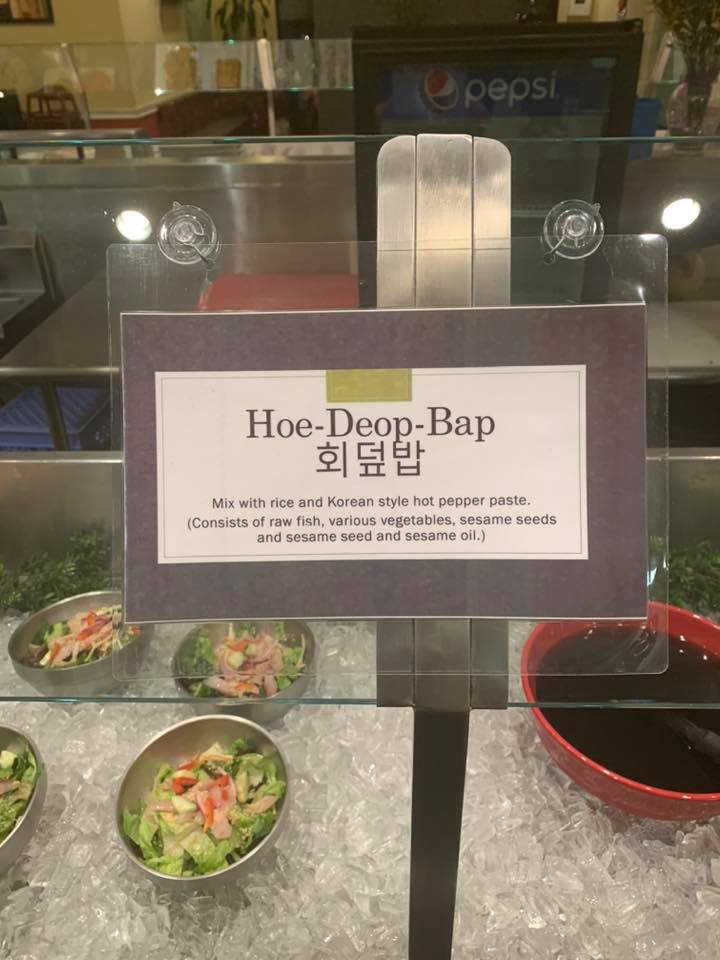 pepsi
Hoe-Deop-Bap
회덮밥
Mix with rice and Korean style hot pepper paste.
(Consists of raw fish, various vegetables, sesame seeds
and sesame seed and sesame oil.)